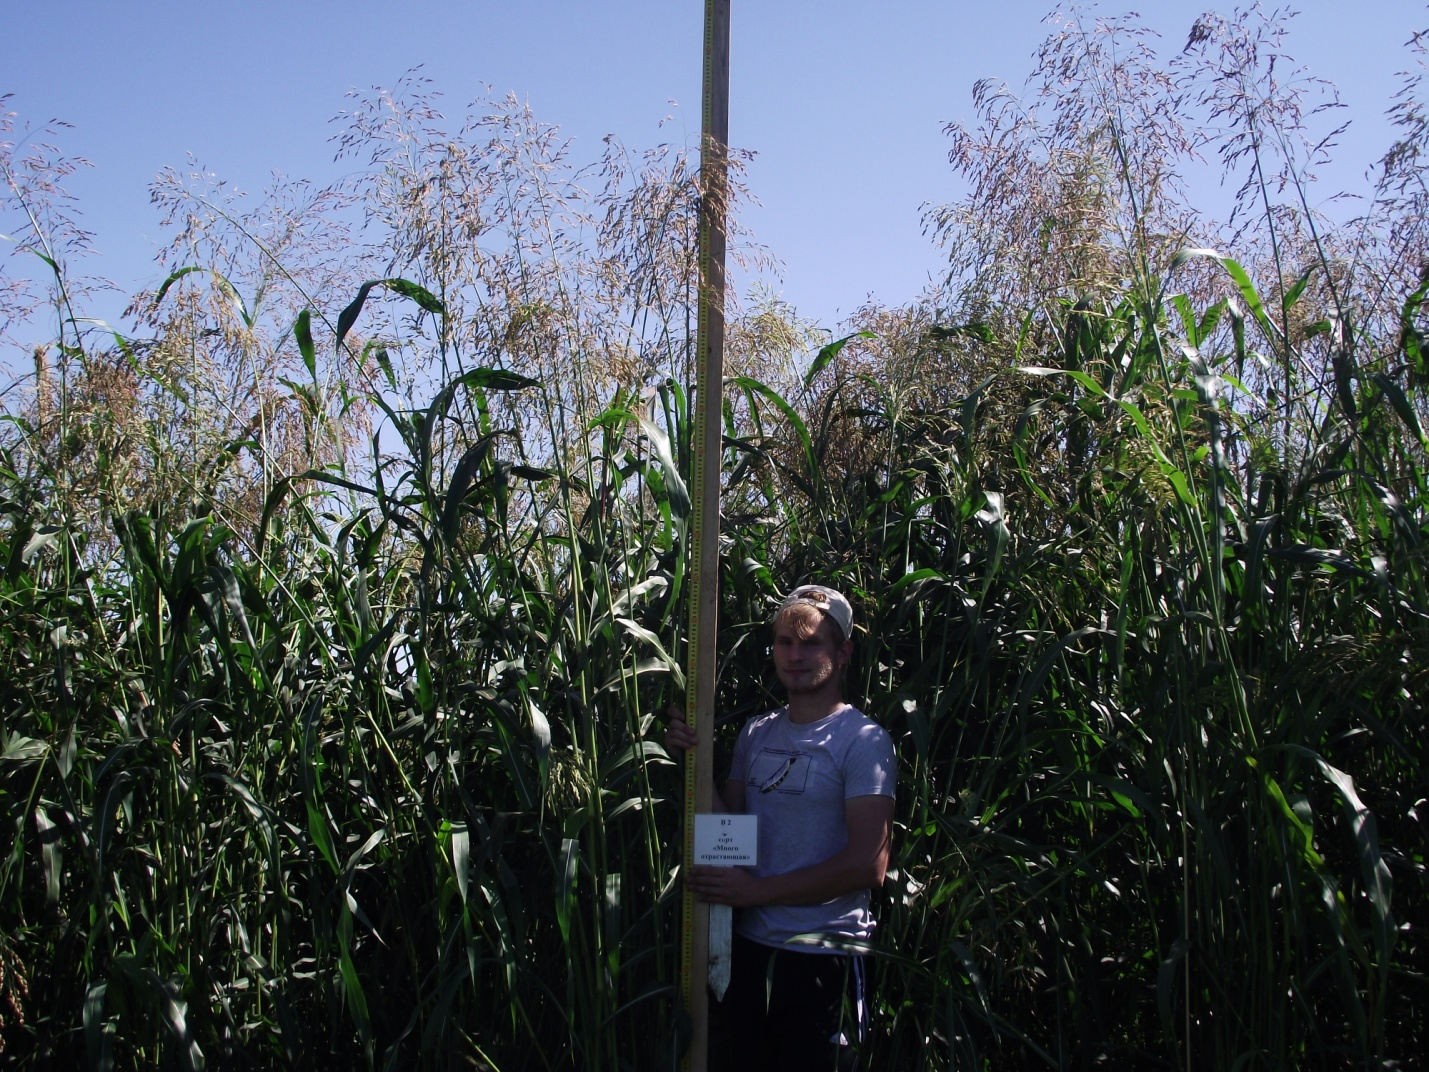 В 2
сорт
«Много
отрастающая»